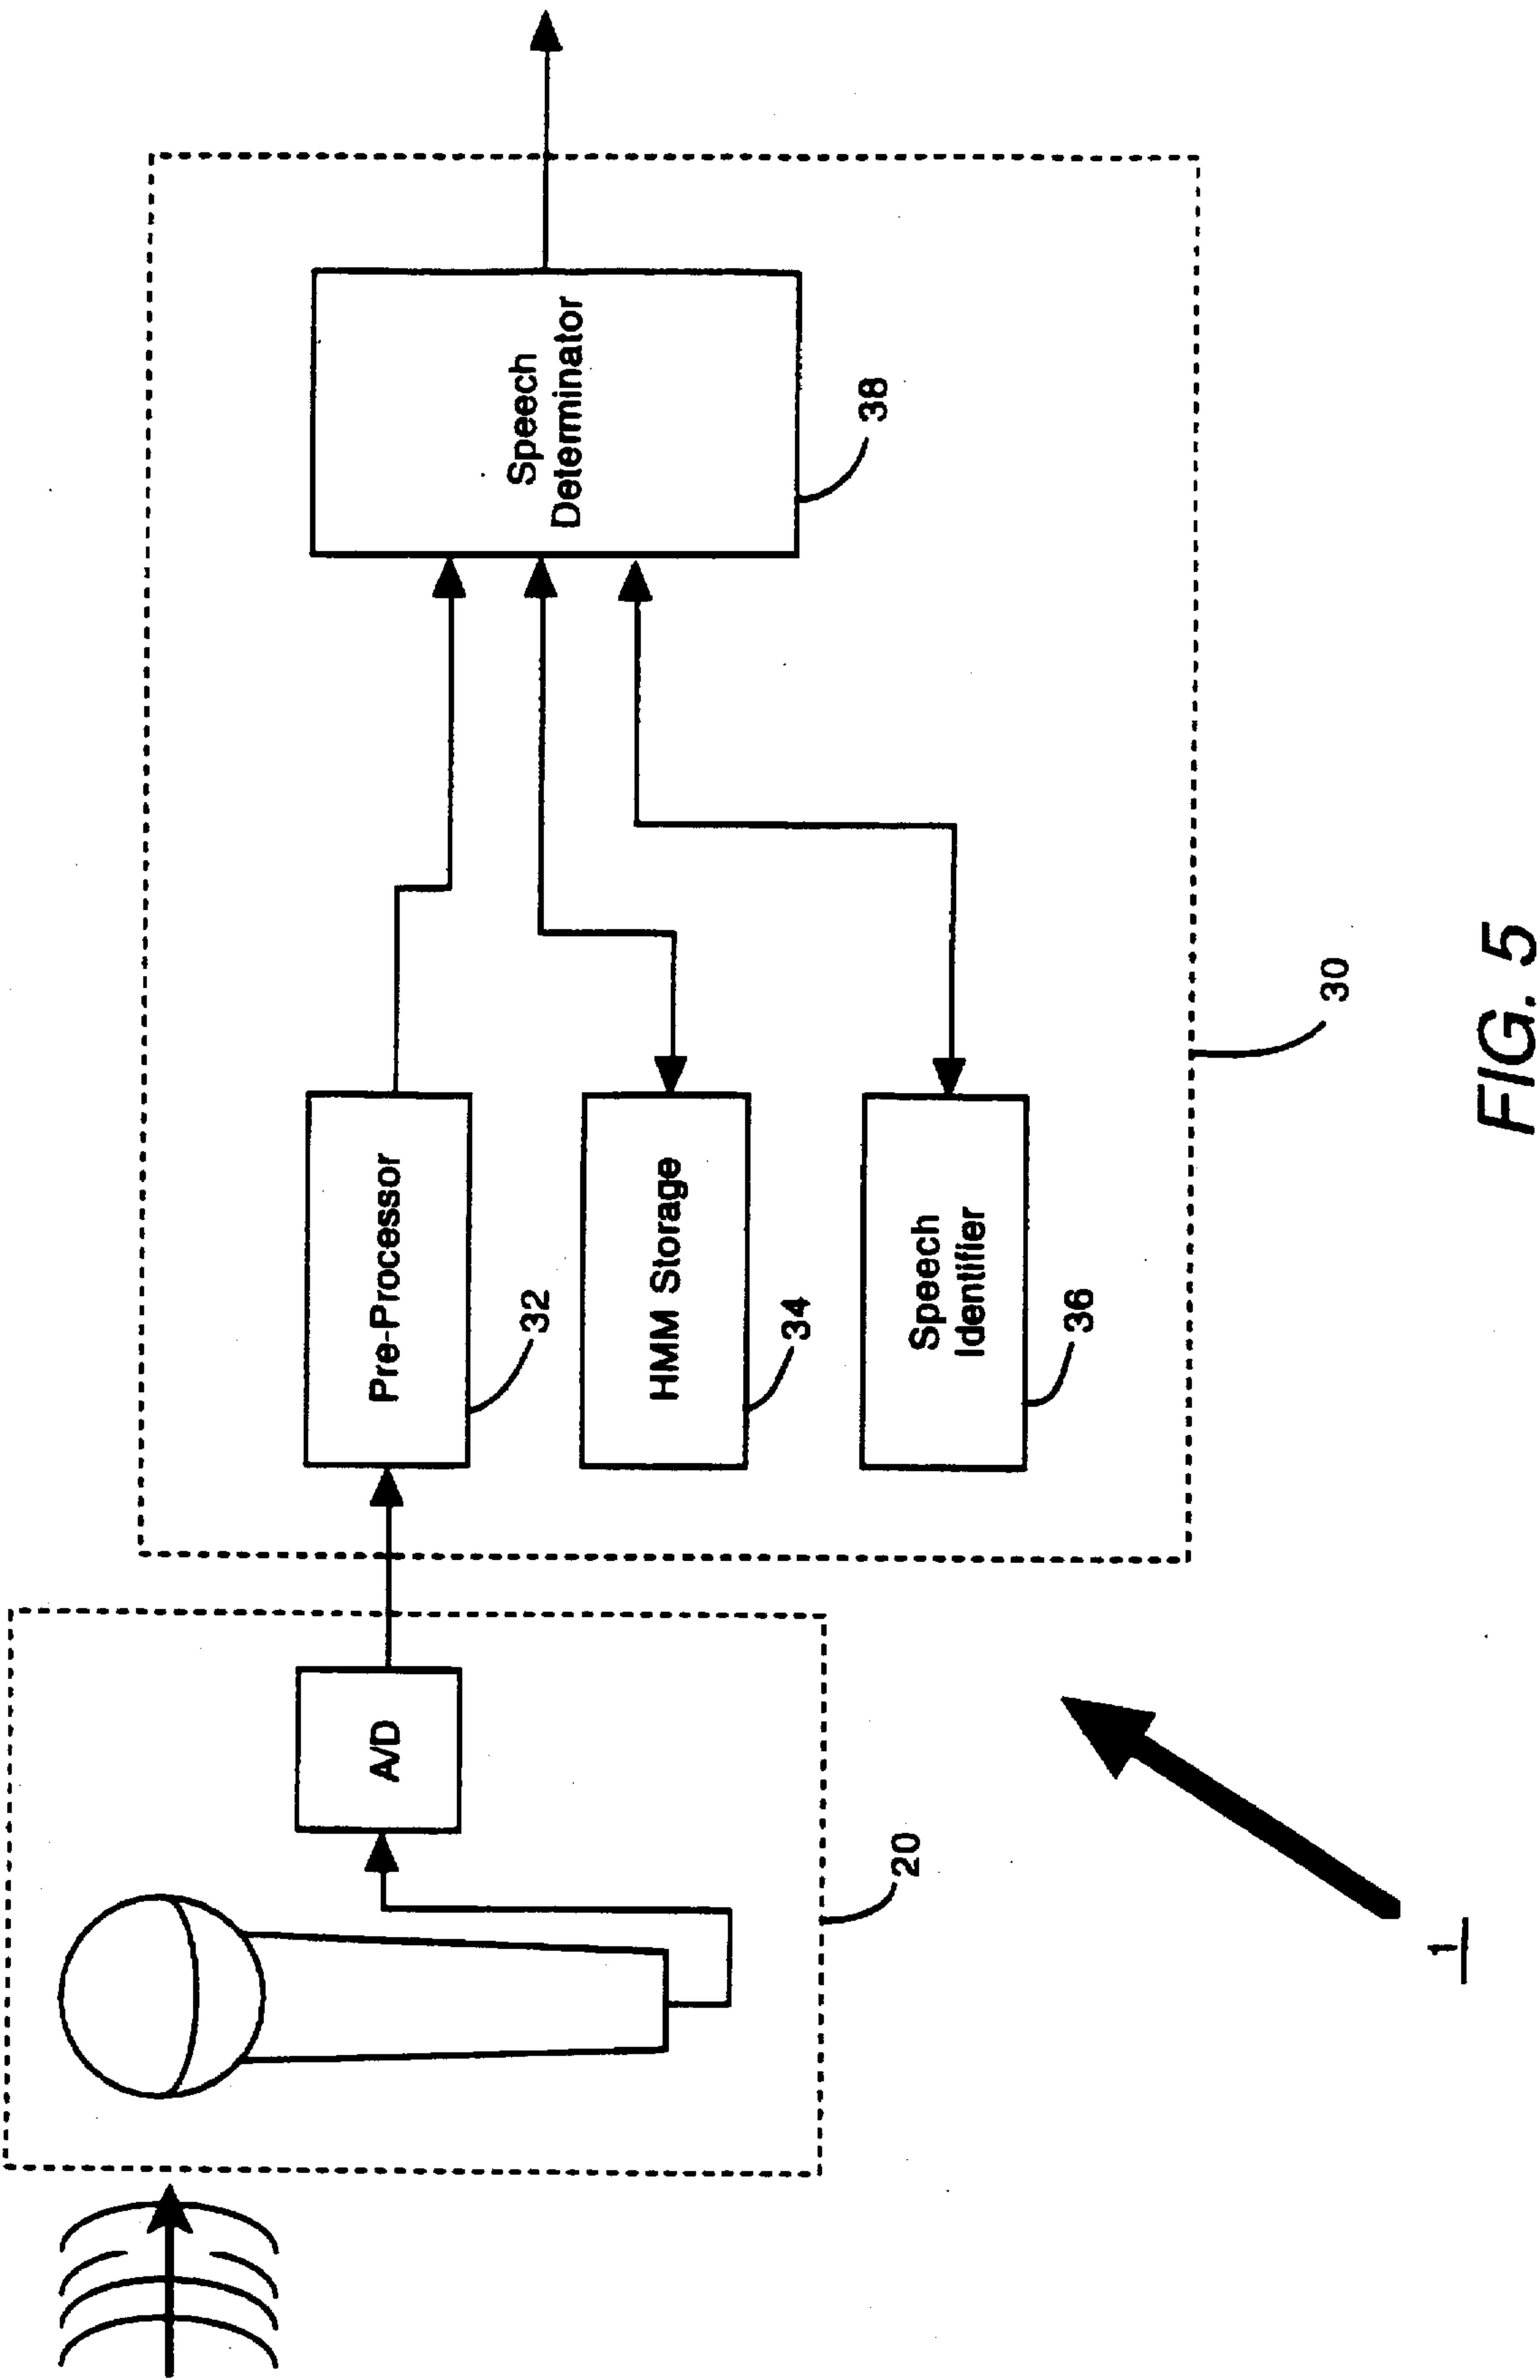 A/D
20
Pre-Processor
32
HMM Storage
34
Speech
Identifier
36
Speech
Determinator
38
30
1
FIG. 5